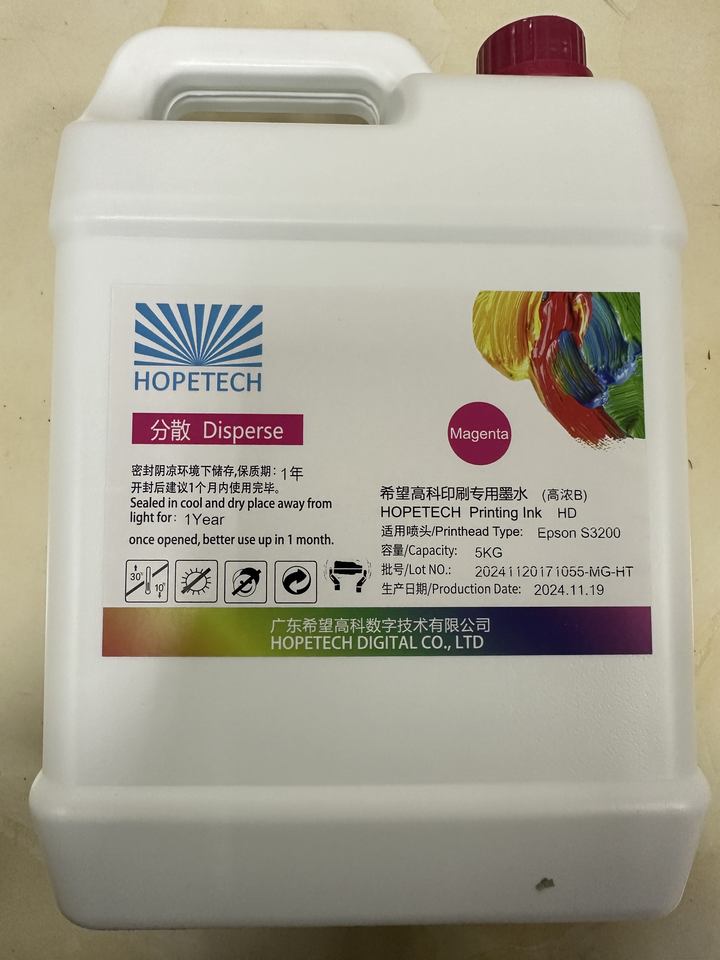 HOPETECH
分散 Disperse
Magenta
密封阴凉环境下储存,保质期: 1年
开封后建议1个月内使用完毕。
Sealed in cool and dry place away from
light for: 1Year
once opened, better use up in 1 month.
30°
10°
希望高科印刷专用墨水 (高浓B)
HOPETECH Printing Ink HD
适用喷头/Printhead Type: Epson S3200
容量/Capacity: 5KG
批号/Lot NO.: 20241120171055-MG-HT
生产日期/Production Date: 2024.11.19
广东希望高科数字技术有限公司
HOPETECH DIGITAL CO., LTD